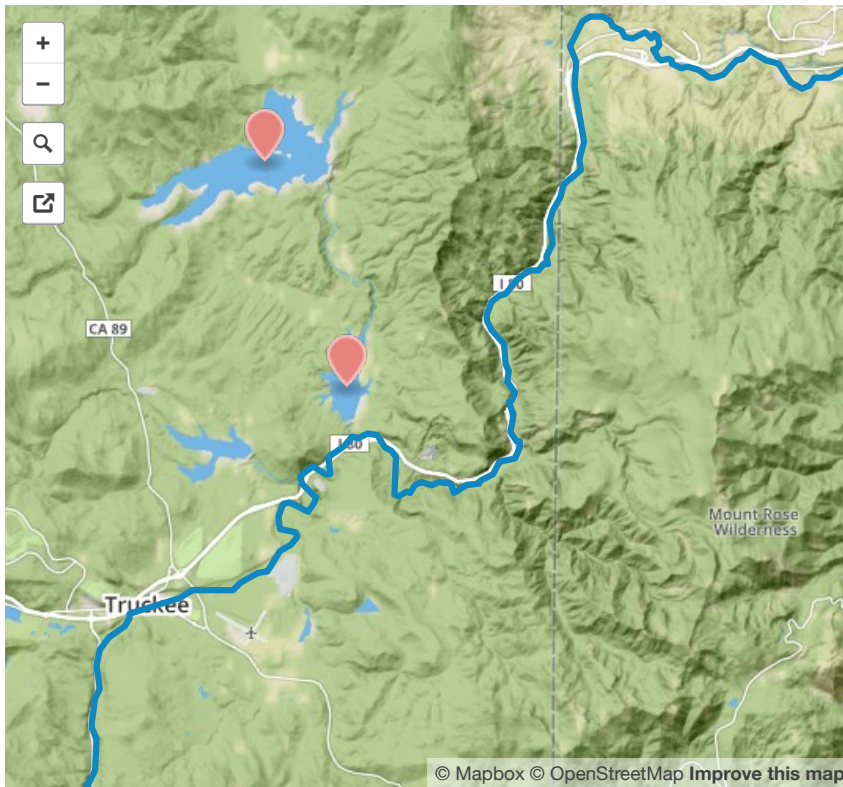 +
−
I 80
CA 89
I 80
Mount Rose
Wilderness
Truckee
© Mapbox © OpenStreetMap Improve this map